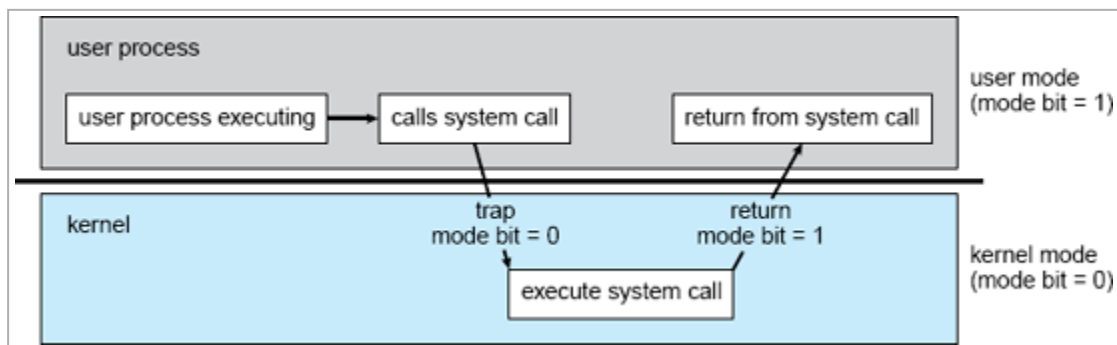 user process
user process executing
calls system call
return from system call
user mode
(mode bit = 1)
kernel
trap
mode bit = 0
return
mode bit = 1
execute system call
kernel mode
(mode bit = 0)